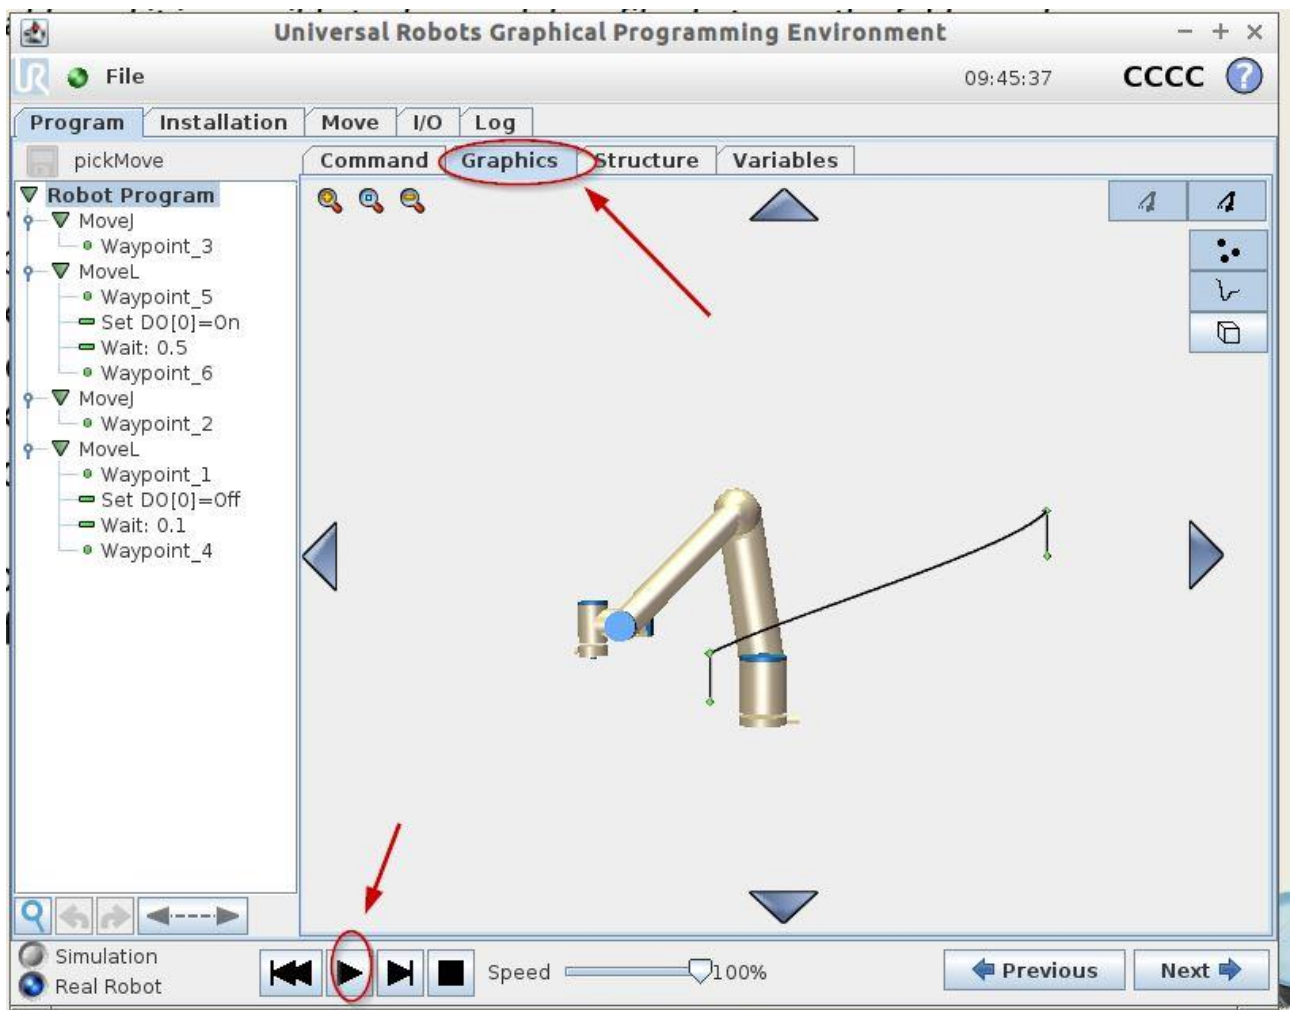 Universal Robots Graphical Programming Environment
File
09:45:37
CCCC
?
Program
Installation
Move
I/O
Log
pickMove
Command
Graphics
Structure
Variables
Robot Program
MoveJ
Waypoint_3
MoveL
Waypoint_5
Set DO[0]=On
Wait: 0.5
Waypoint_6
MoveJ
Waypoint_2
MoveL
Waypoint_1
Set DO[0]=Off
Wait: 0.1
Waypoint_4
Simulation
Real Robot
Speed
100%
Previous
Next